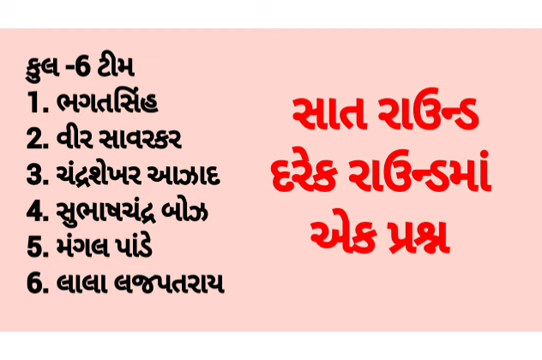 કુલ -6 ટીમ
1. ભગતસિંહ
2. વીર સાવરકર
3. ચંદ્રશેખર આઝાદ
4. સુભાષચંદ્ર બોઝ
5. મંગલ પાંડે
6. લાલા લજપતરાય
સાત રાઉન્ડ
દરેક રાઉન્ડમાં
એક પ્રશ્ન